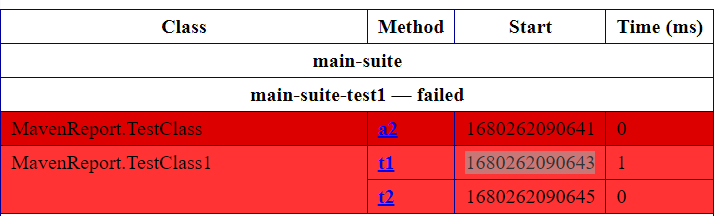 Class Method Start Time (ms)
main-suite
main-suite-test1 — failed
MavenReport.TestClass a2 1680262090641 0
MavenReport.TestClass1 t1 1680262090643 1
t2 1680262090645 0